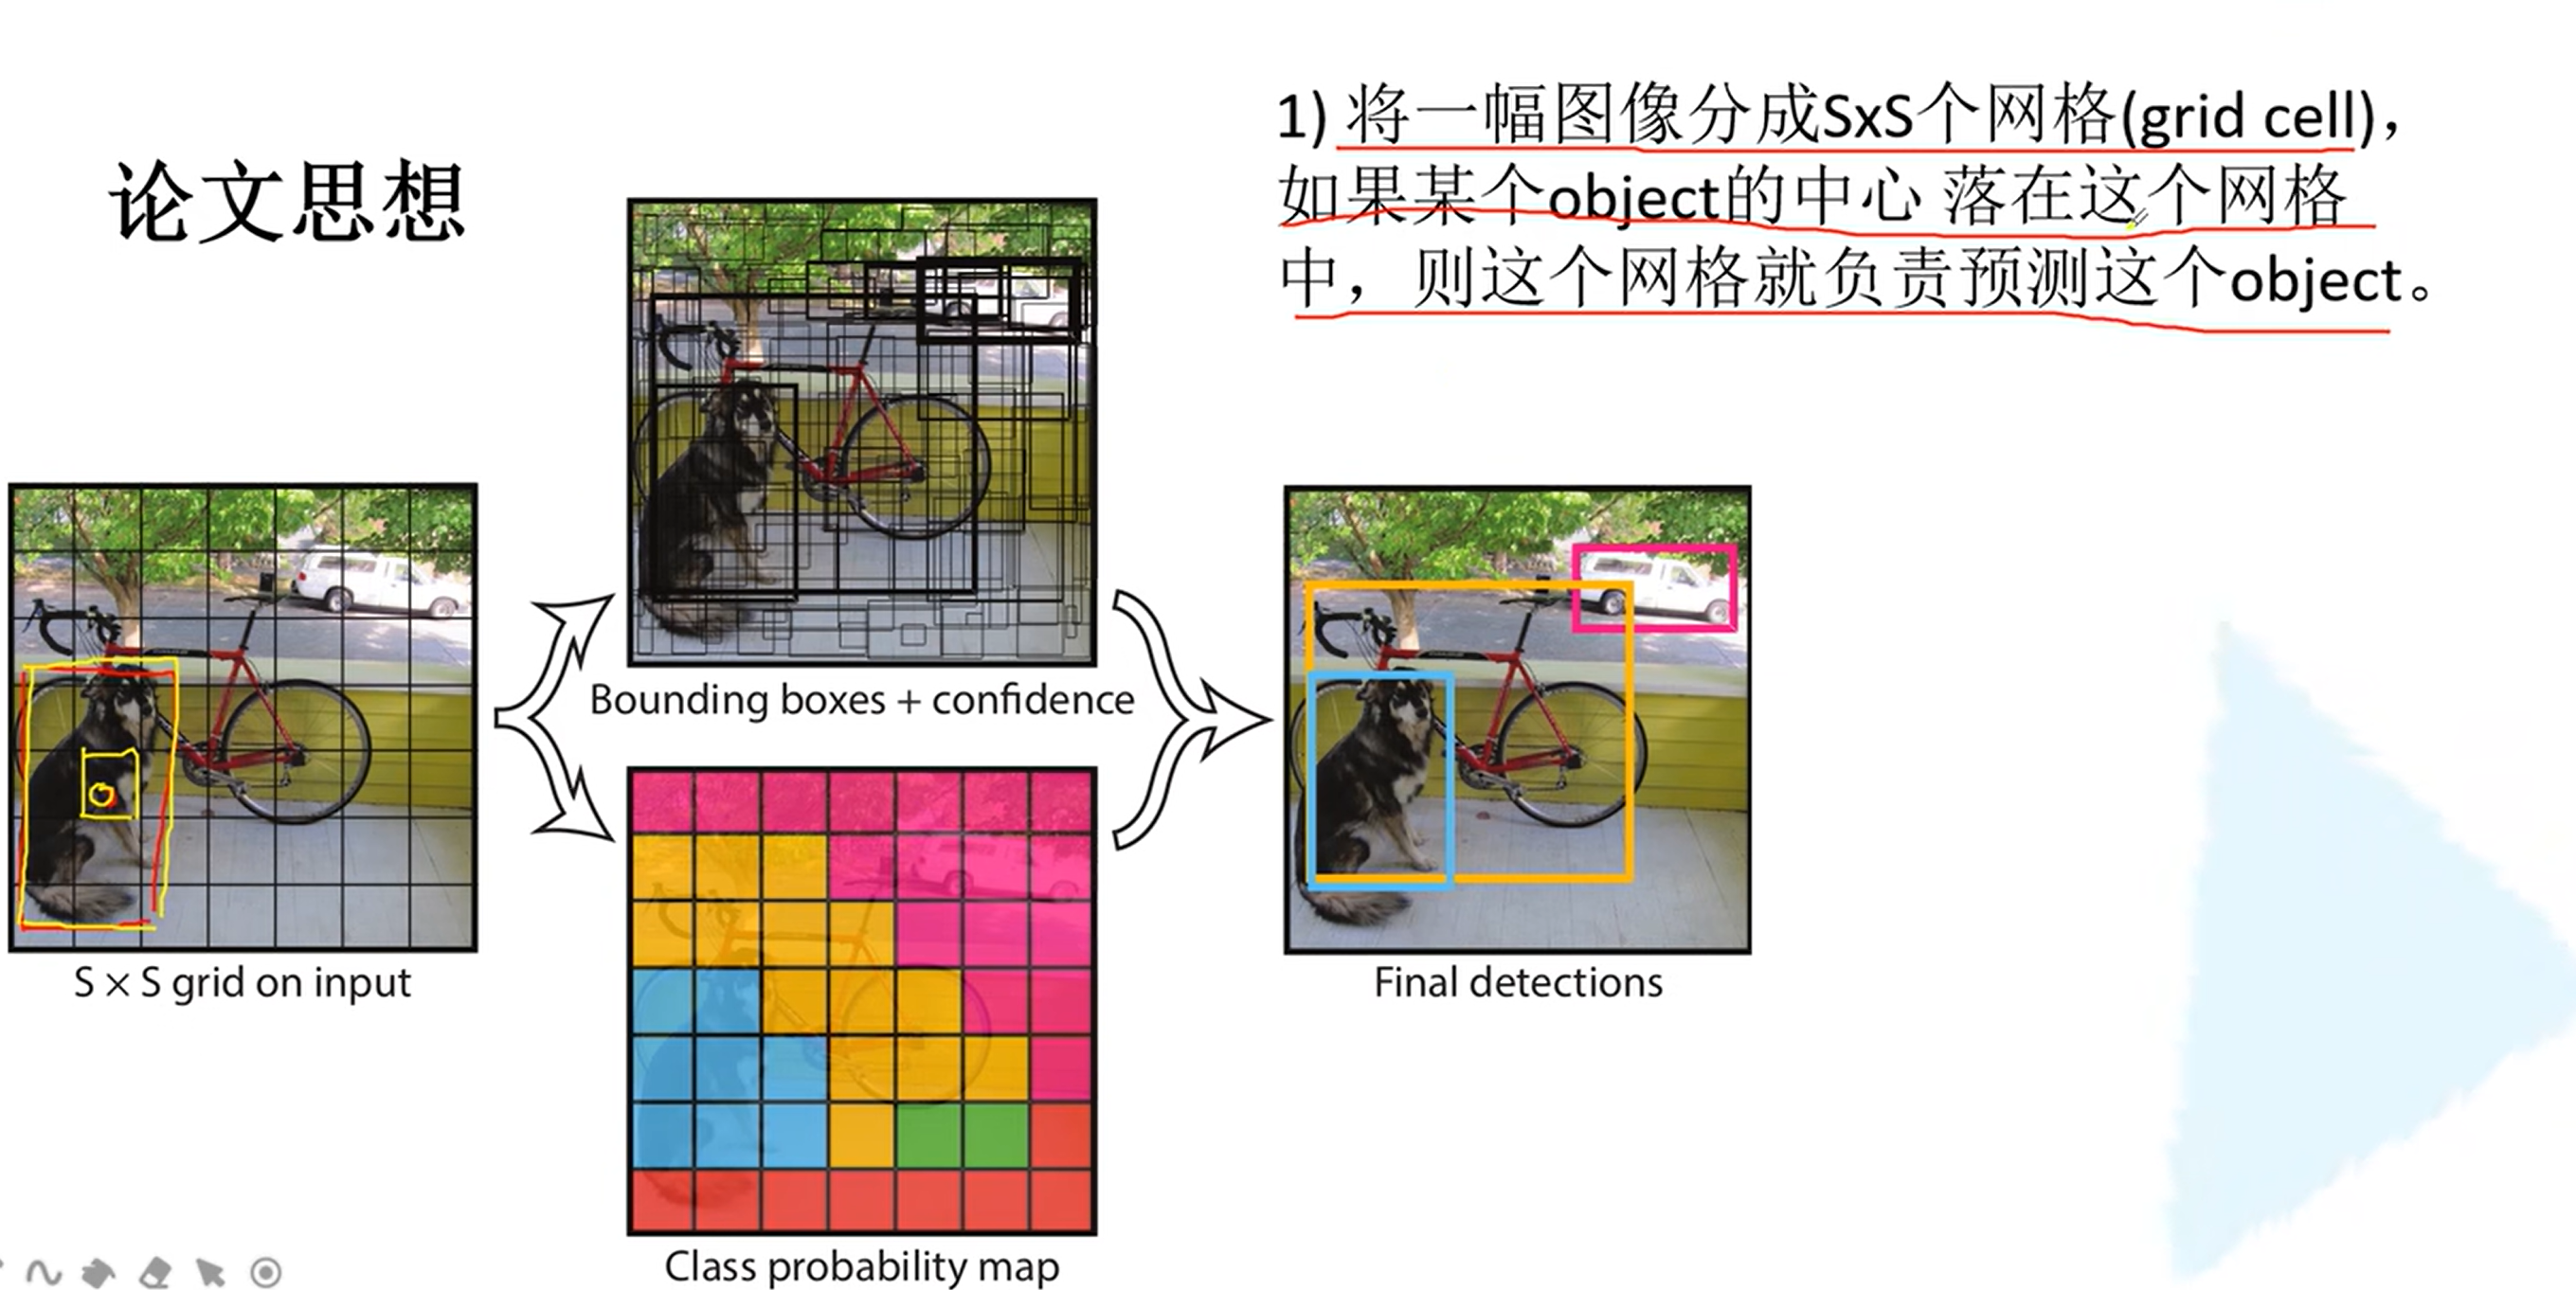 论文思想
1) 将一幅图像分成SxS个网格(grid cell)，
如果某个object的中心 落在这个网格
中，则这个网格就负责预测这个object。
S × S grid on input
Bounding boxes + confidence
Class probability map
Final detections